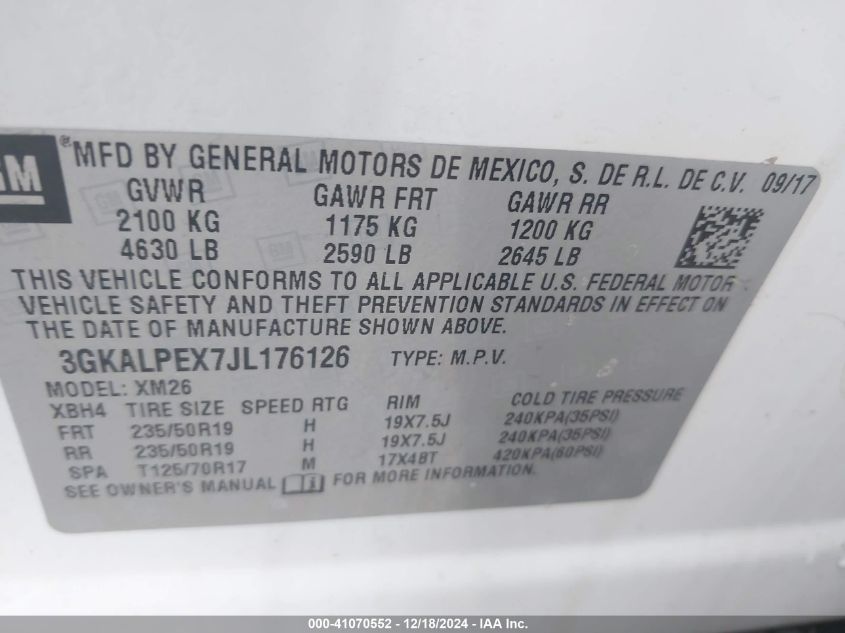 GM
®MFD BY GENERAL MOTORS DE MEXICO, S. DE R.L. DE C.V. 09/17
GVWR GAWR FRT GAWR RR
2100 KG 1175 KG 1200 KG
4630 LB 2590 LB 2645 LB
THIS VEHICLE CONFORMS TO ALL APPLICABLE U.S. FEDERAL MOTOR
VEHICLE SAFETY AND THEFT PREVENTION STANDARDS IN EFFECT ON
THE DATE OF MANUFACTURE SHOWN ABOVE.
3GKALPEX7JL176126 TYPE: M.P.V.
MODEL: XM26
XBH4 TIRE SIZE SPEED RTG RIM COLD TIRE PRESSURE
FRT 235/50R19 H 19X7.5J 240KPA(35PSI)
RR 235/50R19 H 19X7.5J 240KPA(35PSI)
SPA T125/70R17 M 17X4BT 420KPA(60PSI)
SEE OWNER'S MANUAL i FOR MORE INFORMATION.
000-41070552 - 12/18/2024 - IAA Inc.